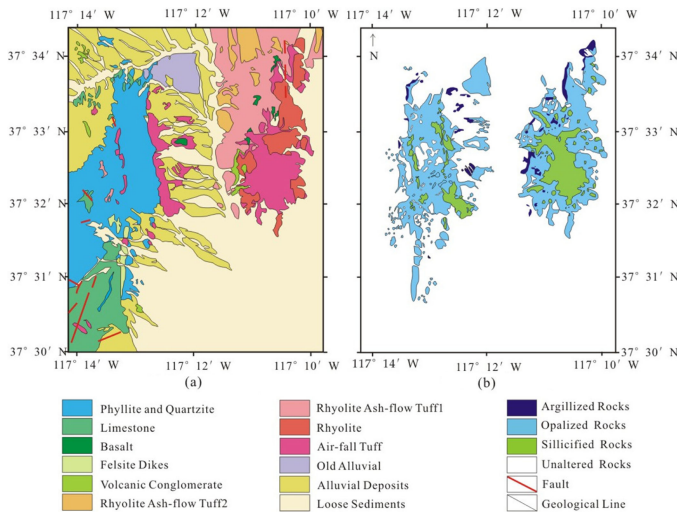 117° 14' W 117° 12' W 117° 10' W
117° 14' W 117° 12' W 117° 10' W
37° 34' N
37° 33' N
37° 32' N
37° 31' N
37° 30' N
N
37° 34' N
37° 33' N
37° 32' N
37° 31' N
37° 30' N
117° 14' W 117° 12' W 117° 10' W
117° 14' W 117° 12' W 117° 10' W
(a)
(b)
Phyllite and Quartzite
Limestone
Basalt
Felsite Dikes
Volcanic Conglomerate
Rhyolite Ash-flow Tuff2
Rhyolite Ash-flow Tuff1
Rhyolite
Air-fall Tuff
Old Alluvial
Alluvial Deposits
Loose Sediments
Argillized Rocks
Opalized Rocks
Sillicified Rocks
Unaltered Rocks
Fault
Geological Line